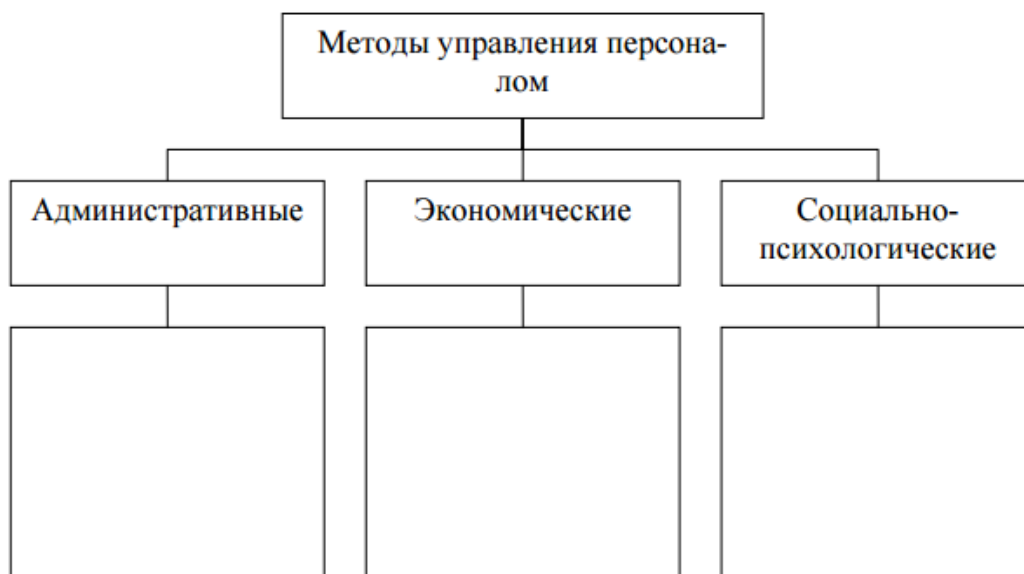 Методы управления персона-
лом
Административные
Экономические
Социально-
психологические